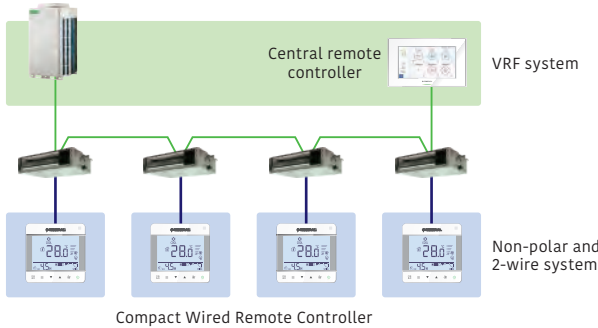 Central remote
controller
VRF system
28.0
28.0
28.0
28.0
Non-polar and
2-wire system
Compact Wired Remote Controller